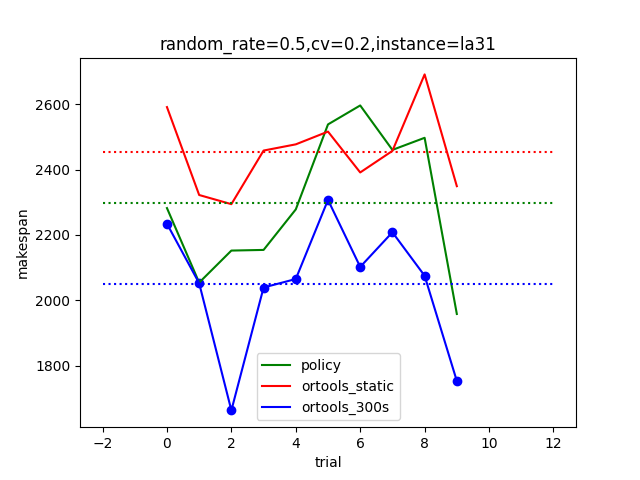 random_rate=0.5,cv=0.2,instance=la31
2600
2400
2200
2000
1800
makespan
policy
ortools_static
ortools_300s
−2 0 2 4 6 8 10 12
trial